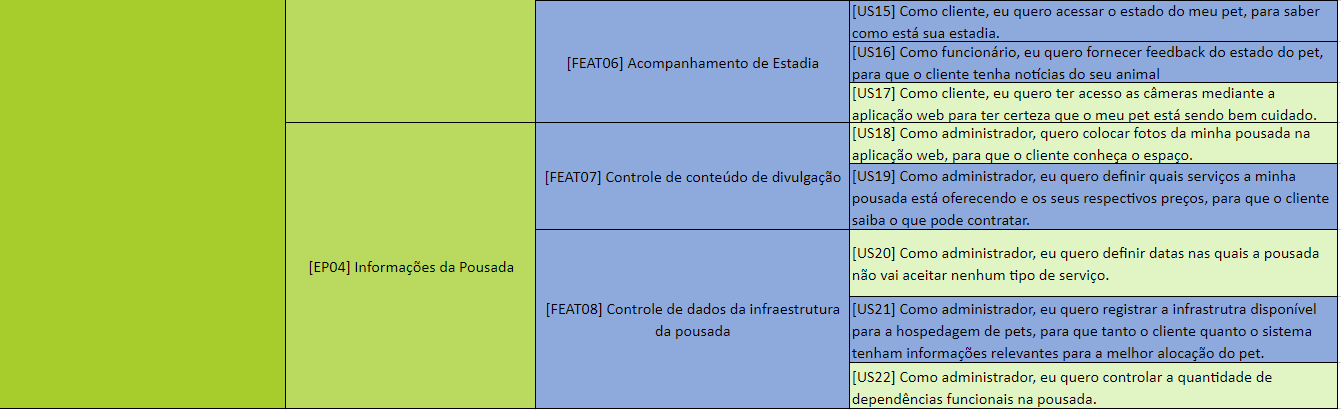 [FEAT06] Acompanhamento de Estadia
[US15] Como cliente, eu quero acessar o estado do meu pet, para saber
como está sua estadia.
[US16] Como funcionário, eu quero fornecer feedback do estado do pet,
para que o cliente tenha notícias do seu animal
[US17] Como cliente, eu quero ter acesso as câmeras mediante a
aplicação web para ter certeza que o meu pet está sendo bem cuidado.
[EP04] Informações da Pousada
[FEAT07] Controle de conteúdo de divulgação
[US18] Como administrador, quero colocar fotos da minha pousada na
aplicação web, para que o cliente conheça o espaço.
[US19] Como administrador, eu quero definir quais serviços a minha
pousada está oferecendo e os seus respectivos preços, para que o cliente
saiba o que pode contratar.
[FEAT08] Controle de dados da infraestrutura
da pousada
[US20] Como administrador, eu quero definir datas nas quais a pousada
não vai aceitar nenhum tipo de serviço.
[US21] Como administrador, eu quero registrar a infrastrutra disponível
para a hospedagem de pets, para que tanto o cliente quanto o sistema
tenham informações relevantes para a melhor alocação do pet.
[US22] Como administrador, eu quero controlar a quantidade de
dependências funcionais na pousada.